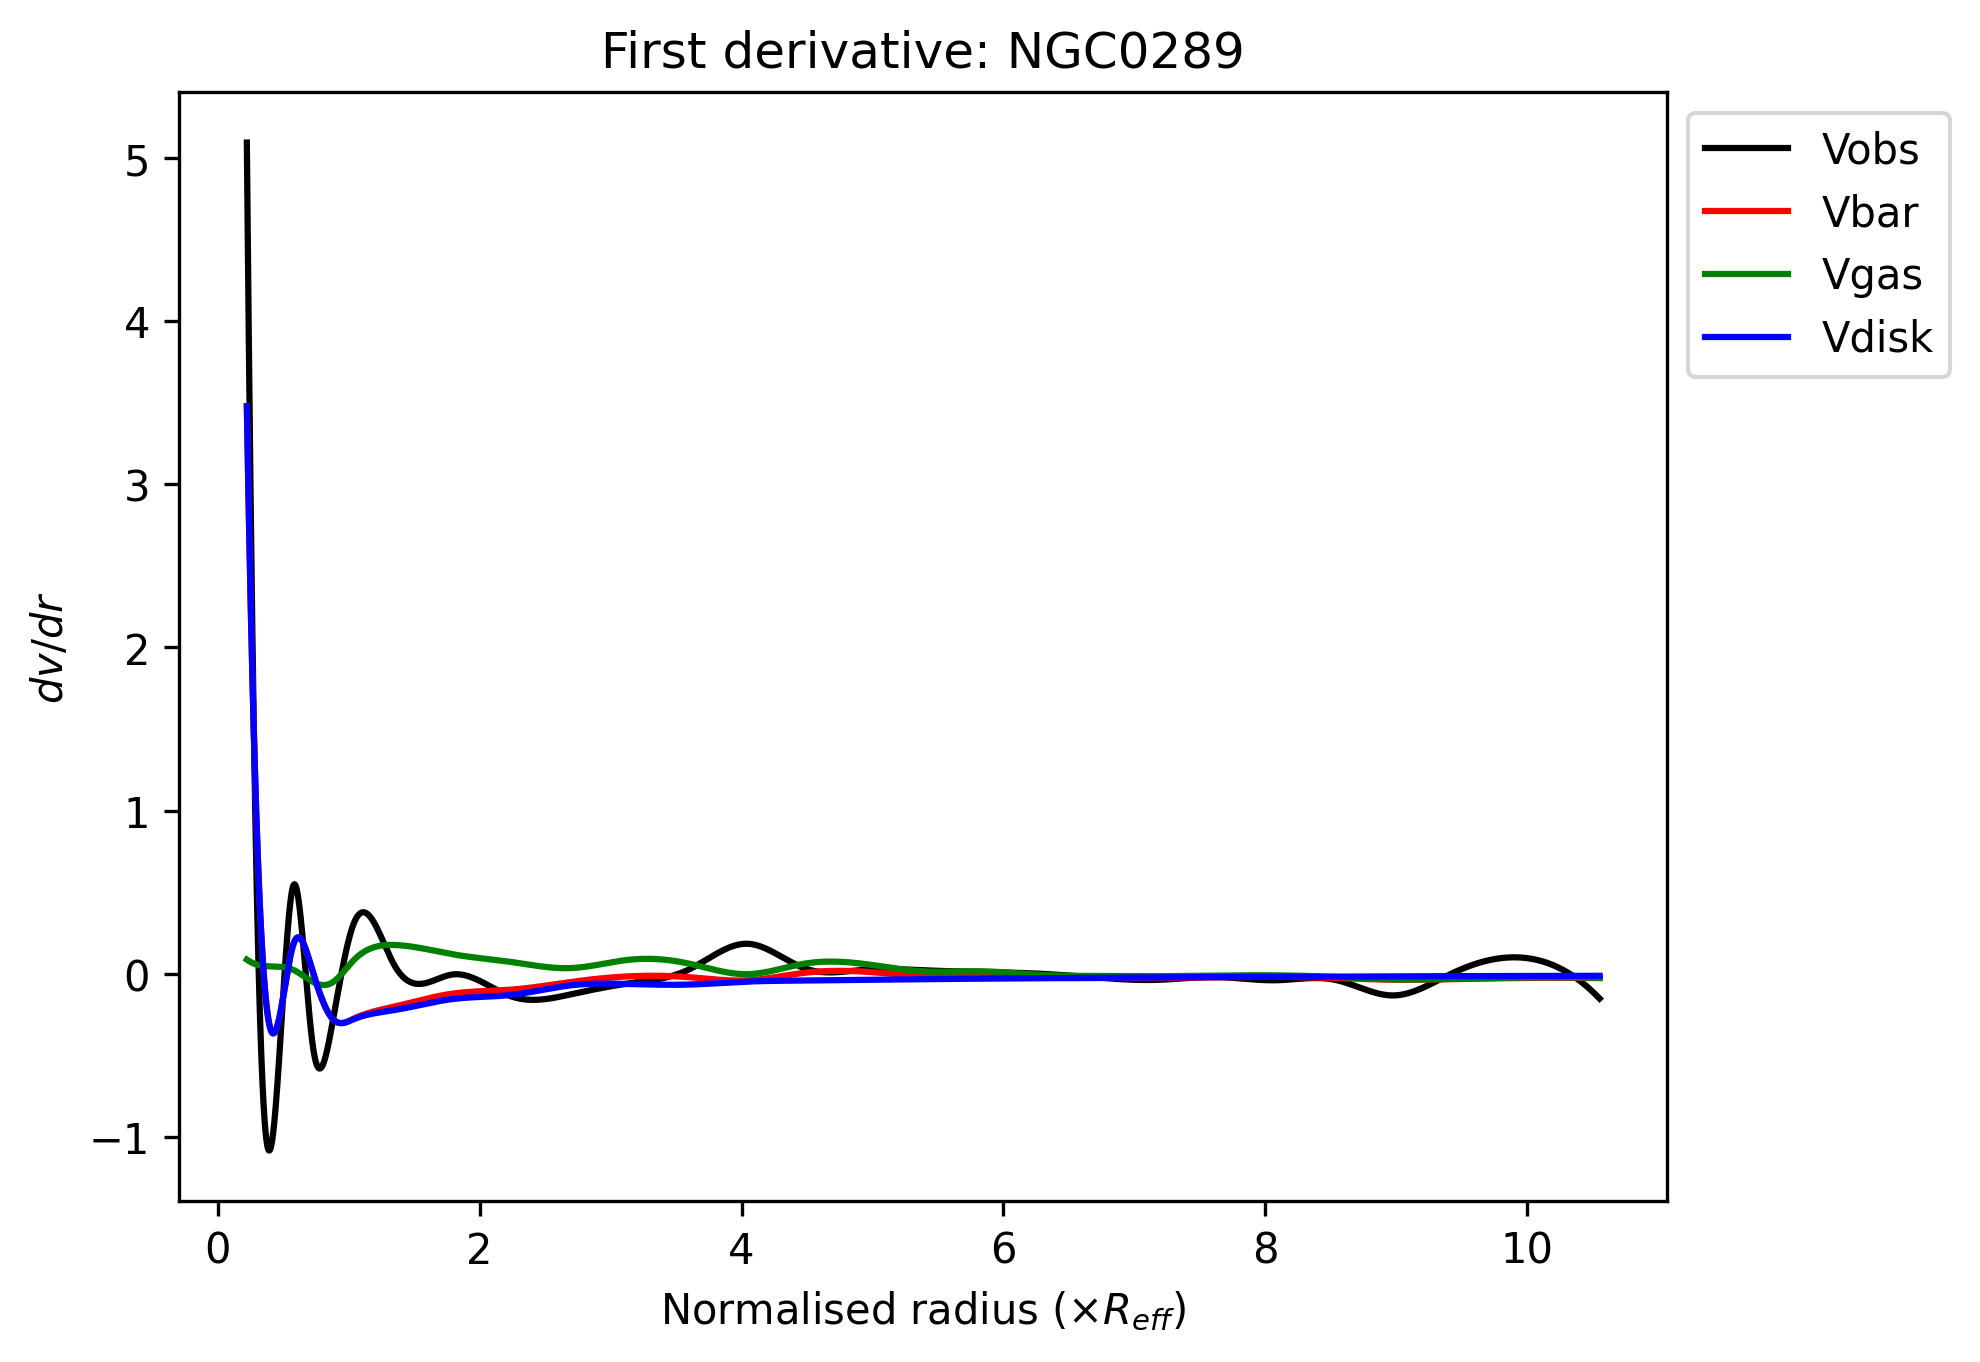 First derivative: NGC0289
5
4
3
2
1
0
−1
dv/dr
0 2 4 6 8 10
Normalised radius (×R_eff)
Vobs
Vbar
Vgas
Vdisk